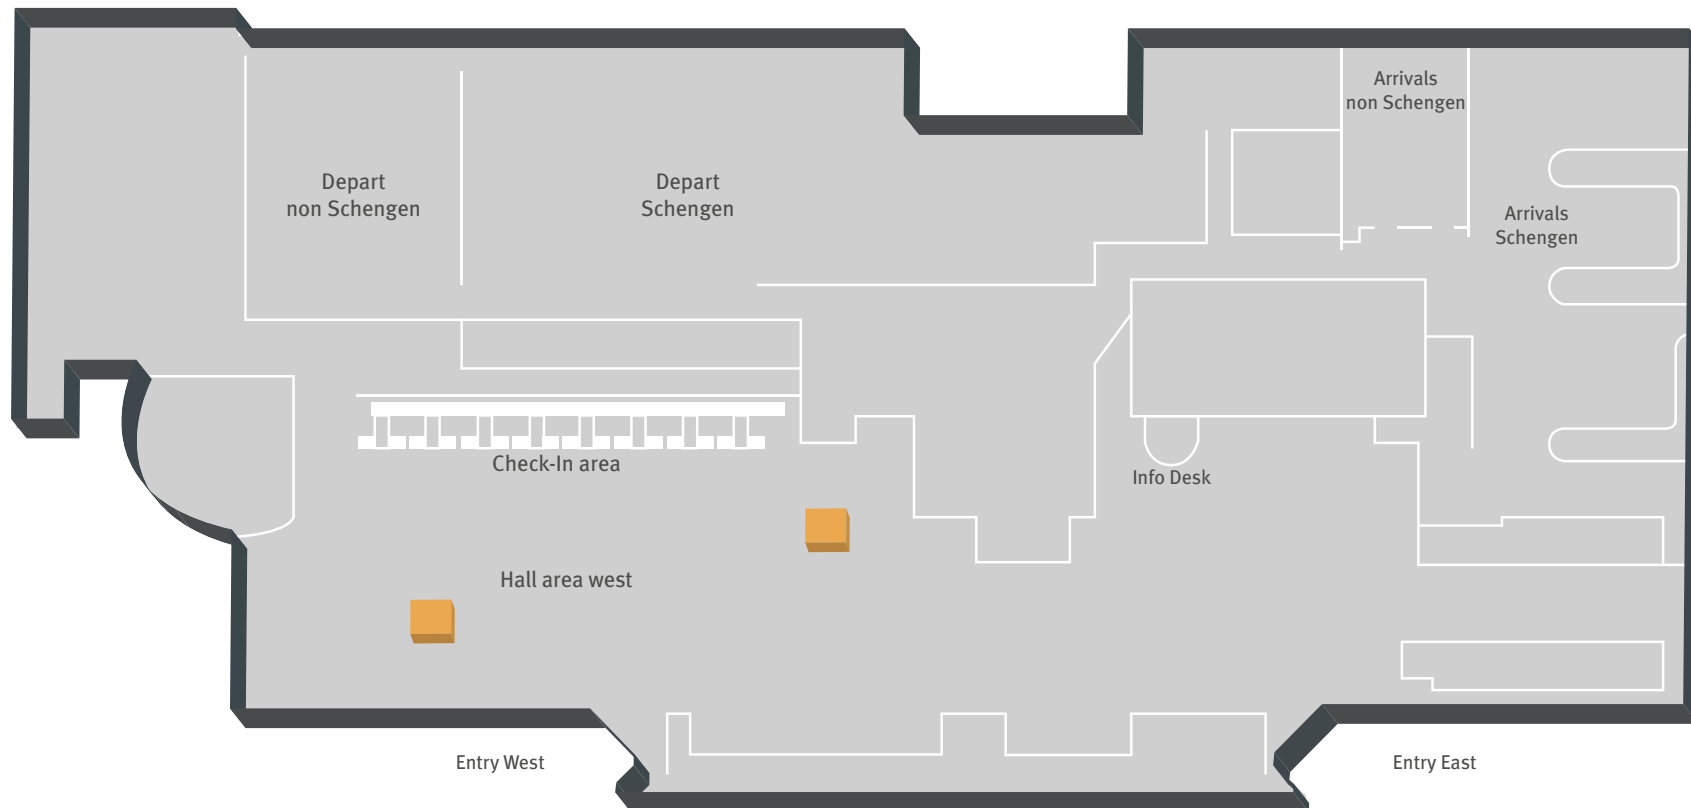 Arrivals
non Schengen
Depart
non Schengen
Depart
Schengen
Arrivals
Schengen
Check-In area
Info Desk
Hall area west
Entry West
Entry East